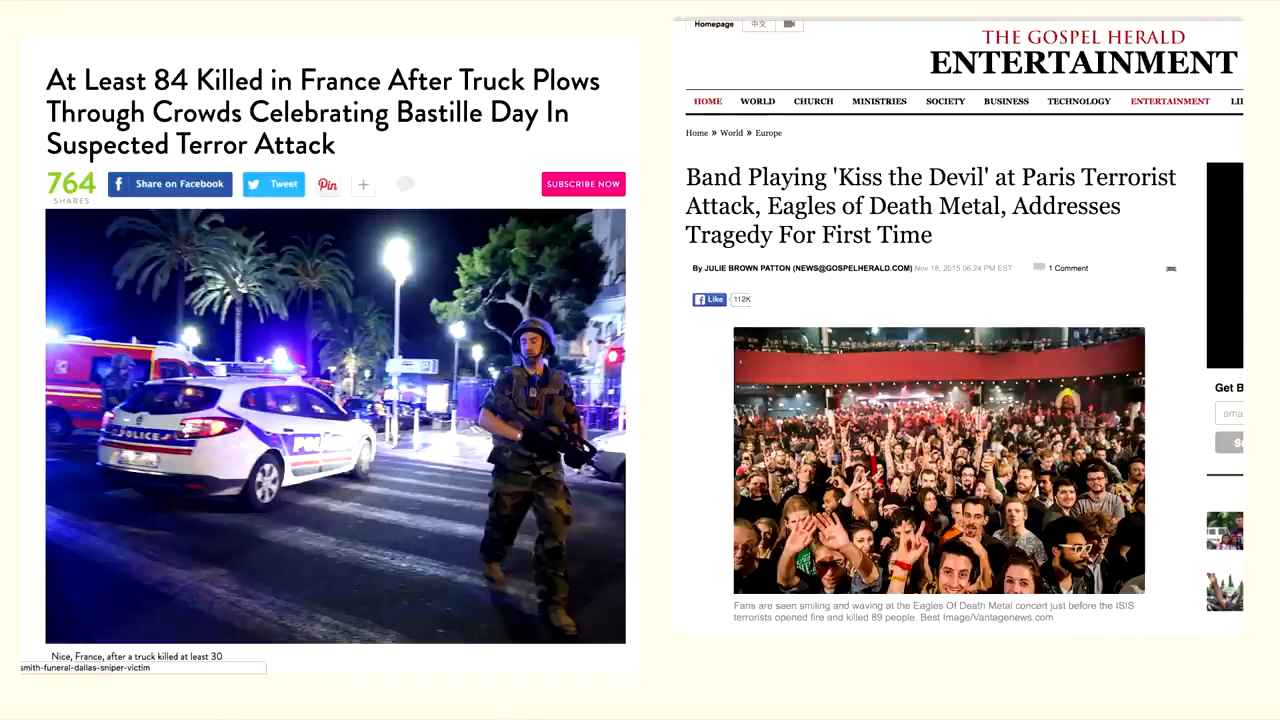 At Least 84 Killed in France After Truck Plows
Through Crowds Celebrating Bastille Day In
Suspected Terror Attack
764
SHARES
Share on Facebook
Tweet
Pin
+
SUBSCRIBE NOW
POLICE
Nice, France, after a truck killed at least 30
smith-funeral-dallas-sniper-victim
Homepage 中文
THE GOSPEL HERALD
ENTERTAINMENT
HOME WORLD CHURCH MINISTRIES SOCIETY BUSINESS TECHNOLOGY ENTERTAINMENT LI
Home » World » Europe
Band Playing 'Kiss the Devil' at Paris Terrorist
Attack, Eagles of Death Metal, Addresses
Tragedy For First Time
By JULIE BROWN PATTON (NEWS@GOSPELHERALD.COM) Nov 18, 2015 06:24 PM EST 1 Comment
Like 112K
Get B
ema
S
Fans are seen smiling and waving at the Eagles Of Death Metal concert just before the ISIS
terrorists opened fire and killed 89 people. Best Image/Vantagenews.com